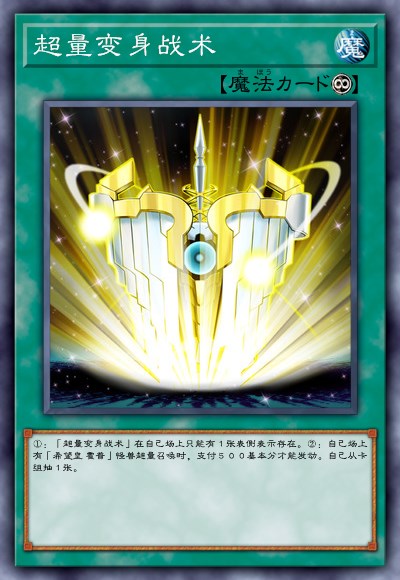 超量变身战术
魔
【魔法カード♾】
まほう
①:「超量变身战术」在自己场上只能有1张表侧表示存在。②:自己场上
有「希望皇 霍普」怪兽超量召唤时,支付500基本分才能发动。自己从卡
组抽1张。